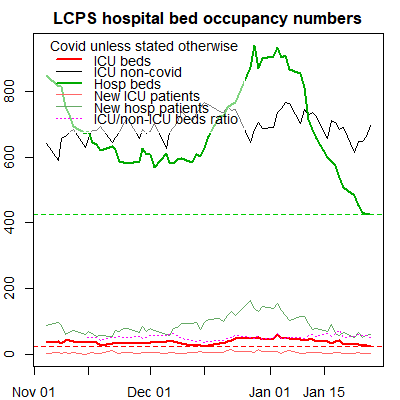 LCPS hospital bed occupancy numbers
Covid unless stated otherwise
ICU beds
ICU non-covid
Hosp beds
New ICU patients
New hosp patients
ICU/non-ICU beds ratio
800
600
400
200
0
Nov 01 Dec 01 Jan 01 Jan 15